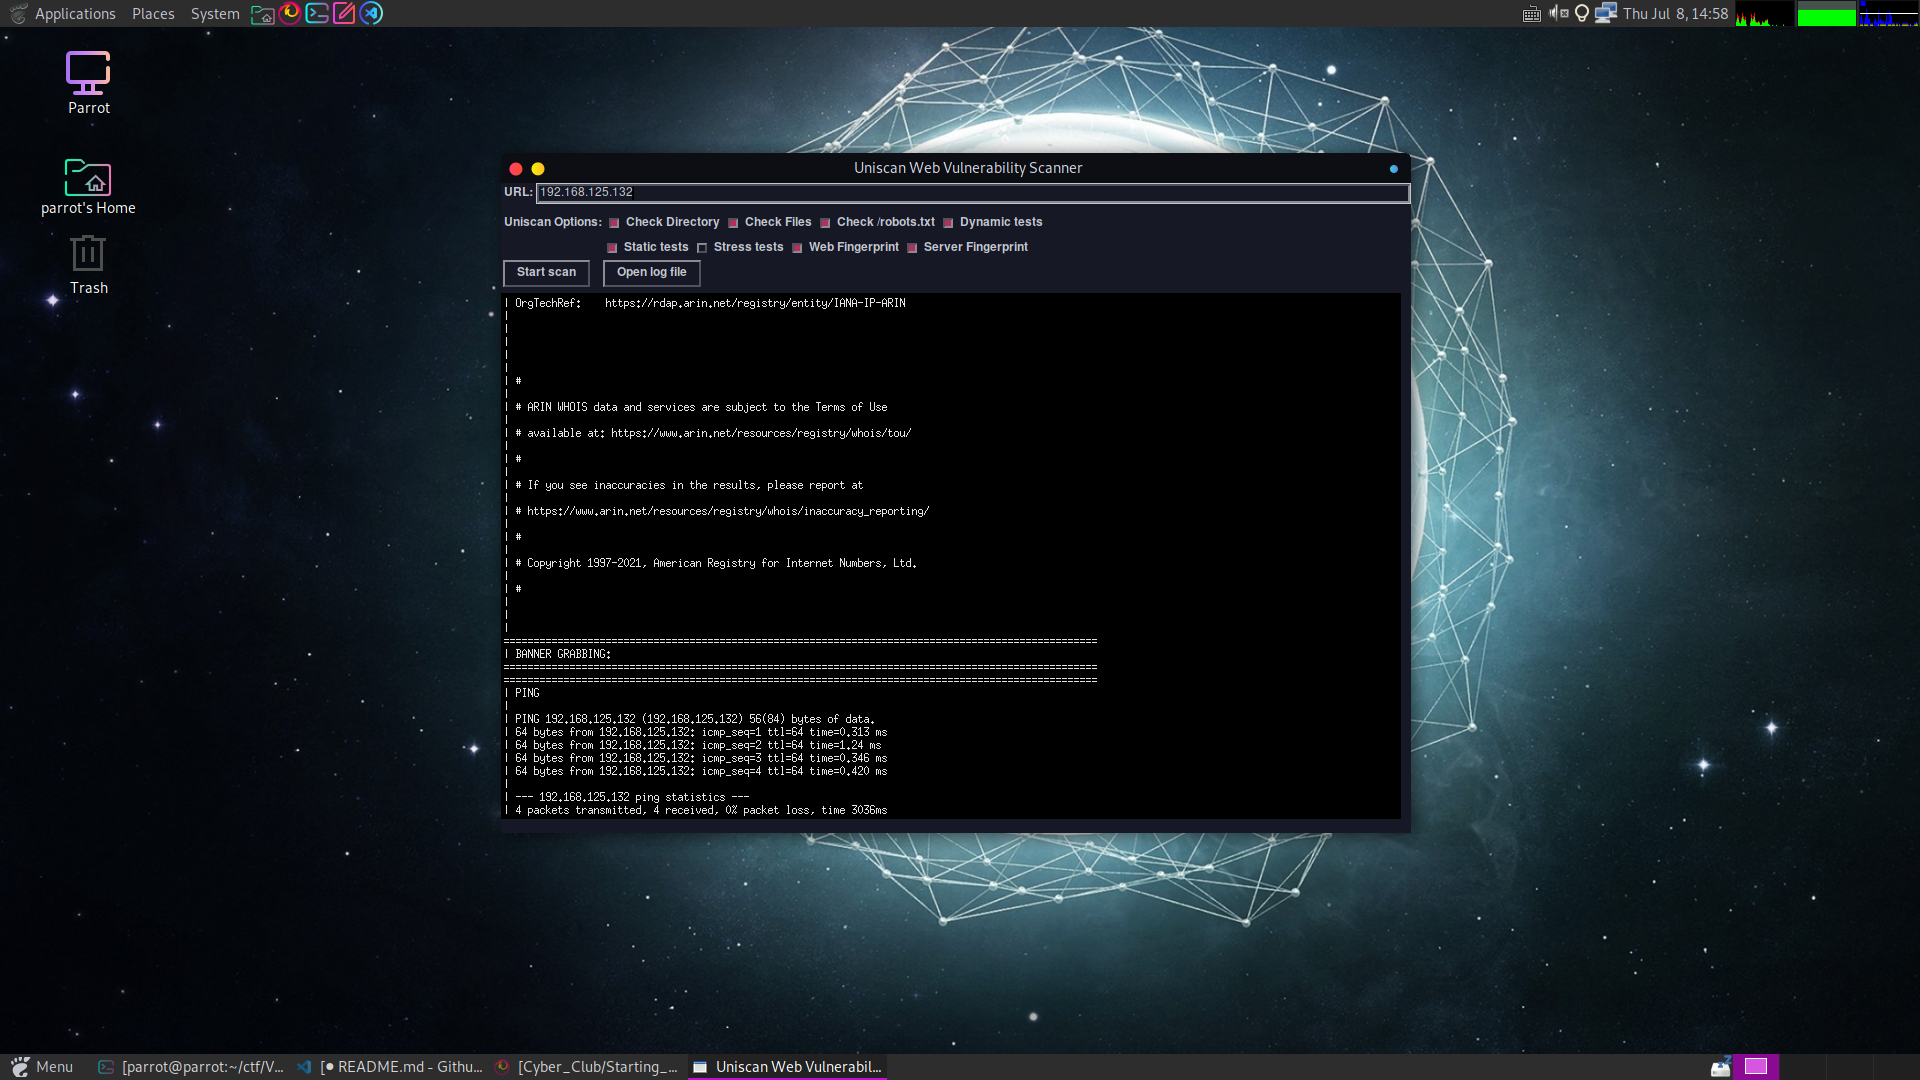 Applications Places System Thu Jul 8, 14:58
Parrot
parrot's Home
Trash
Uniscan Web Vulnerability Scanner
URL: 192.168.125.132
Uniscan Options: Check Directory Check Files Check /robots.txt Dynamic tests
Static tests Stress tests Web Fingerprint Server Fingerprint
Start scan Open log file
| OrgTechRef: https://rdap.arin.net/registry/entity/IANA-IP-ARIN
|
|
|
|
|
| #
|
| # ARIN WHOIS data and services are subject to the Terms of Use
|
| # available at: https://www.arin.net/resources/registry/whois/tou/
|
| #
|
| # If you see inaccuracies in the results, please report at
|
| # https://www.arin.net/resources/registry/whois/inaccuracy_reporting/
|
| #
|
| # Copyright 1997-2021, American Registry for Internet Numbers, Ltd.
|
| #
|
|
|
===================================================================================================
| BANNER GRABBING:
===================================================================================================
===================================================================================================
| PING
|
| PING 192.168.125.132 (192.168.125.132) 56(84) bytes of data.
| 64 bytes from 192.168.125.132: icmp_seq=1 ttl=64 time=0.313 ms
| 64 bytes from 192.168.125.132: icmp_seq=2 ttl=64 time=1.24 ms
| 64 bytes from 192.168.125.132: icmp_seq=3 ttl=64 time=0.346 ms
| 64 bytes from 192.168.125.132: icmp_seq=4 ttl=64 time=0.420 ms
|
| --- 192.168.125.132 ping statistics ---
| 4 packets transmitted, 4 received, 0% packet loss, time 3036ms
Menu [parrot@parrot:~/ctf/V... [● README.md - Githu... [Cyber_Club/Starting_... Uniscan Web Vulnerabil...